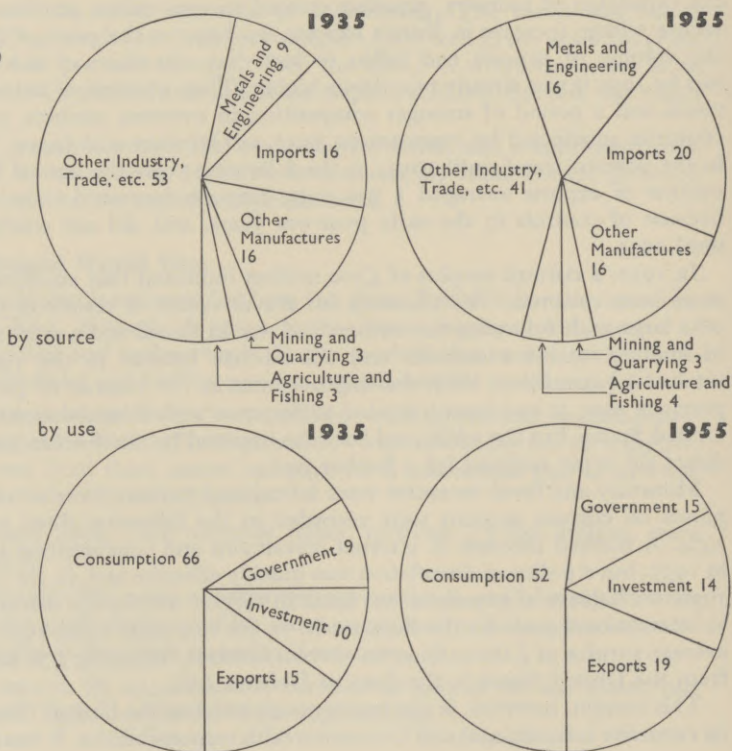 1935
Metals and
Engineering 9
Other Industry,
Trade, etc. 53
Imports 16
Other
Manufactures
16
Mining and
Quarrying 3
Agriculture and
Fishing 3
1955
Metals and
Engineering
16
Other Industry,
Trade, etc. 41
Imports 20
Other
Manufactures
16
Mining and
Quarrying 3
Agriculture and
Fishing 4
by source
by use
1935
Consumption 66
Government 9
Investment 10
Exports 15
1955
Consumption 52
Government 15
Investment 14
Exports 19